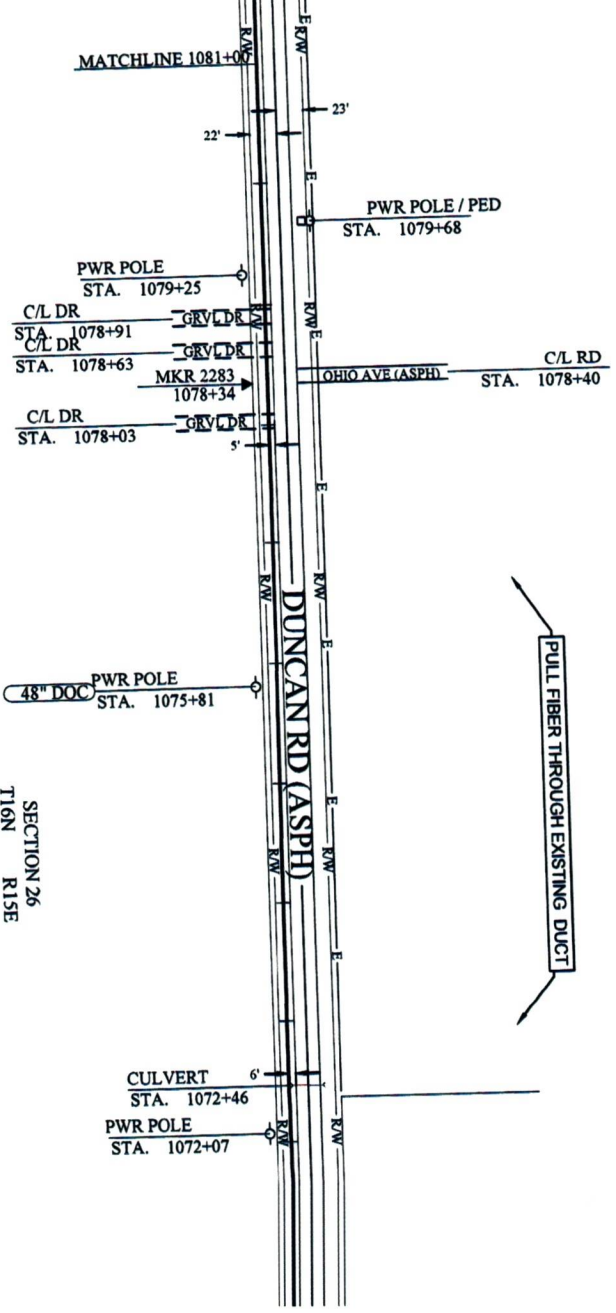 E
R/W
R/W
MATCHLINE 1081+00
23'
22'
E
PWR POLE / PED
STA. 1079+68
PWR POLE
STA. 1079+25
C/L DR
STA. 1078+91
GRVL DR
R/W
R/W
E
C/L DR
STA. 1078+63
GRVL DR
C/L RD
STA. 1078+40
OHIO AVE (ASPH)
MKR 2283
1078+34
C/L DR
STA. 1078+03
GRVL DR
5'
E
R/W
R/W
DUNCAN RD (ASPH)
E
PULL FIBER THROUGH EXISTING DUCT
48" DOC
PWR POLE
STA. 1075+81
SECTION 26
T16N R15E
E
R/W
R/W
E
CULVERT
STA. 1072+46
6'
PWR POLE
STA. 1072+07
R/W
R/W